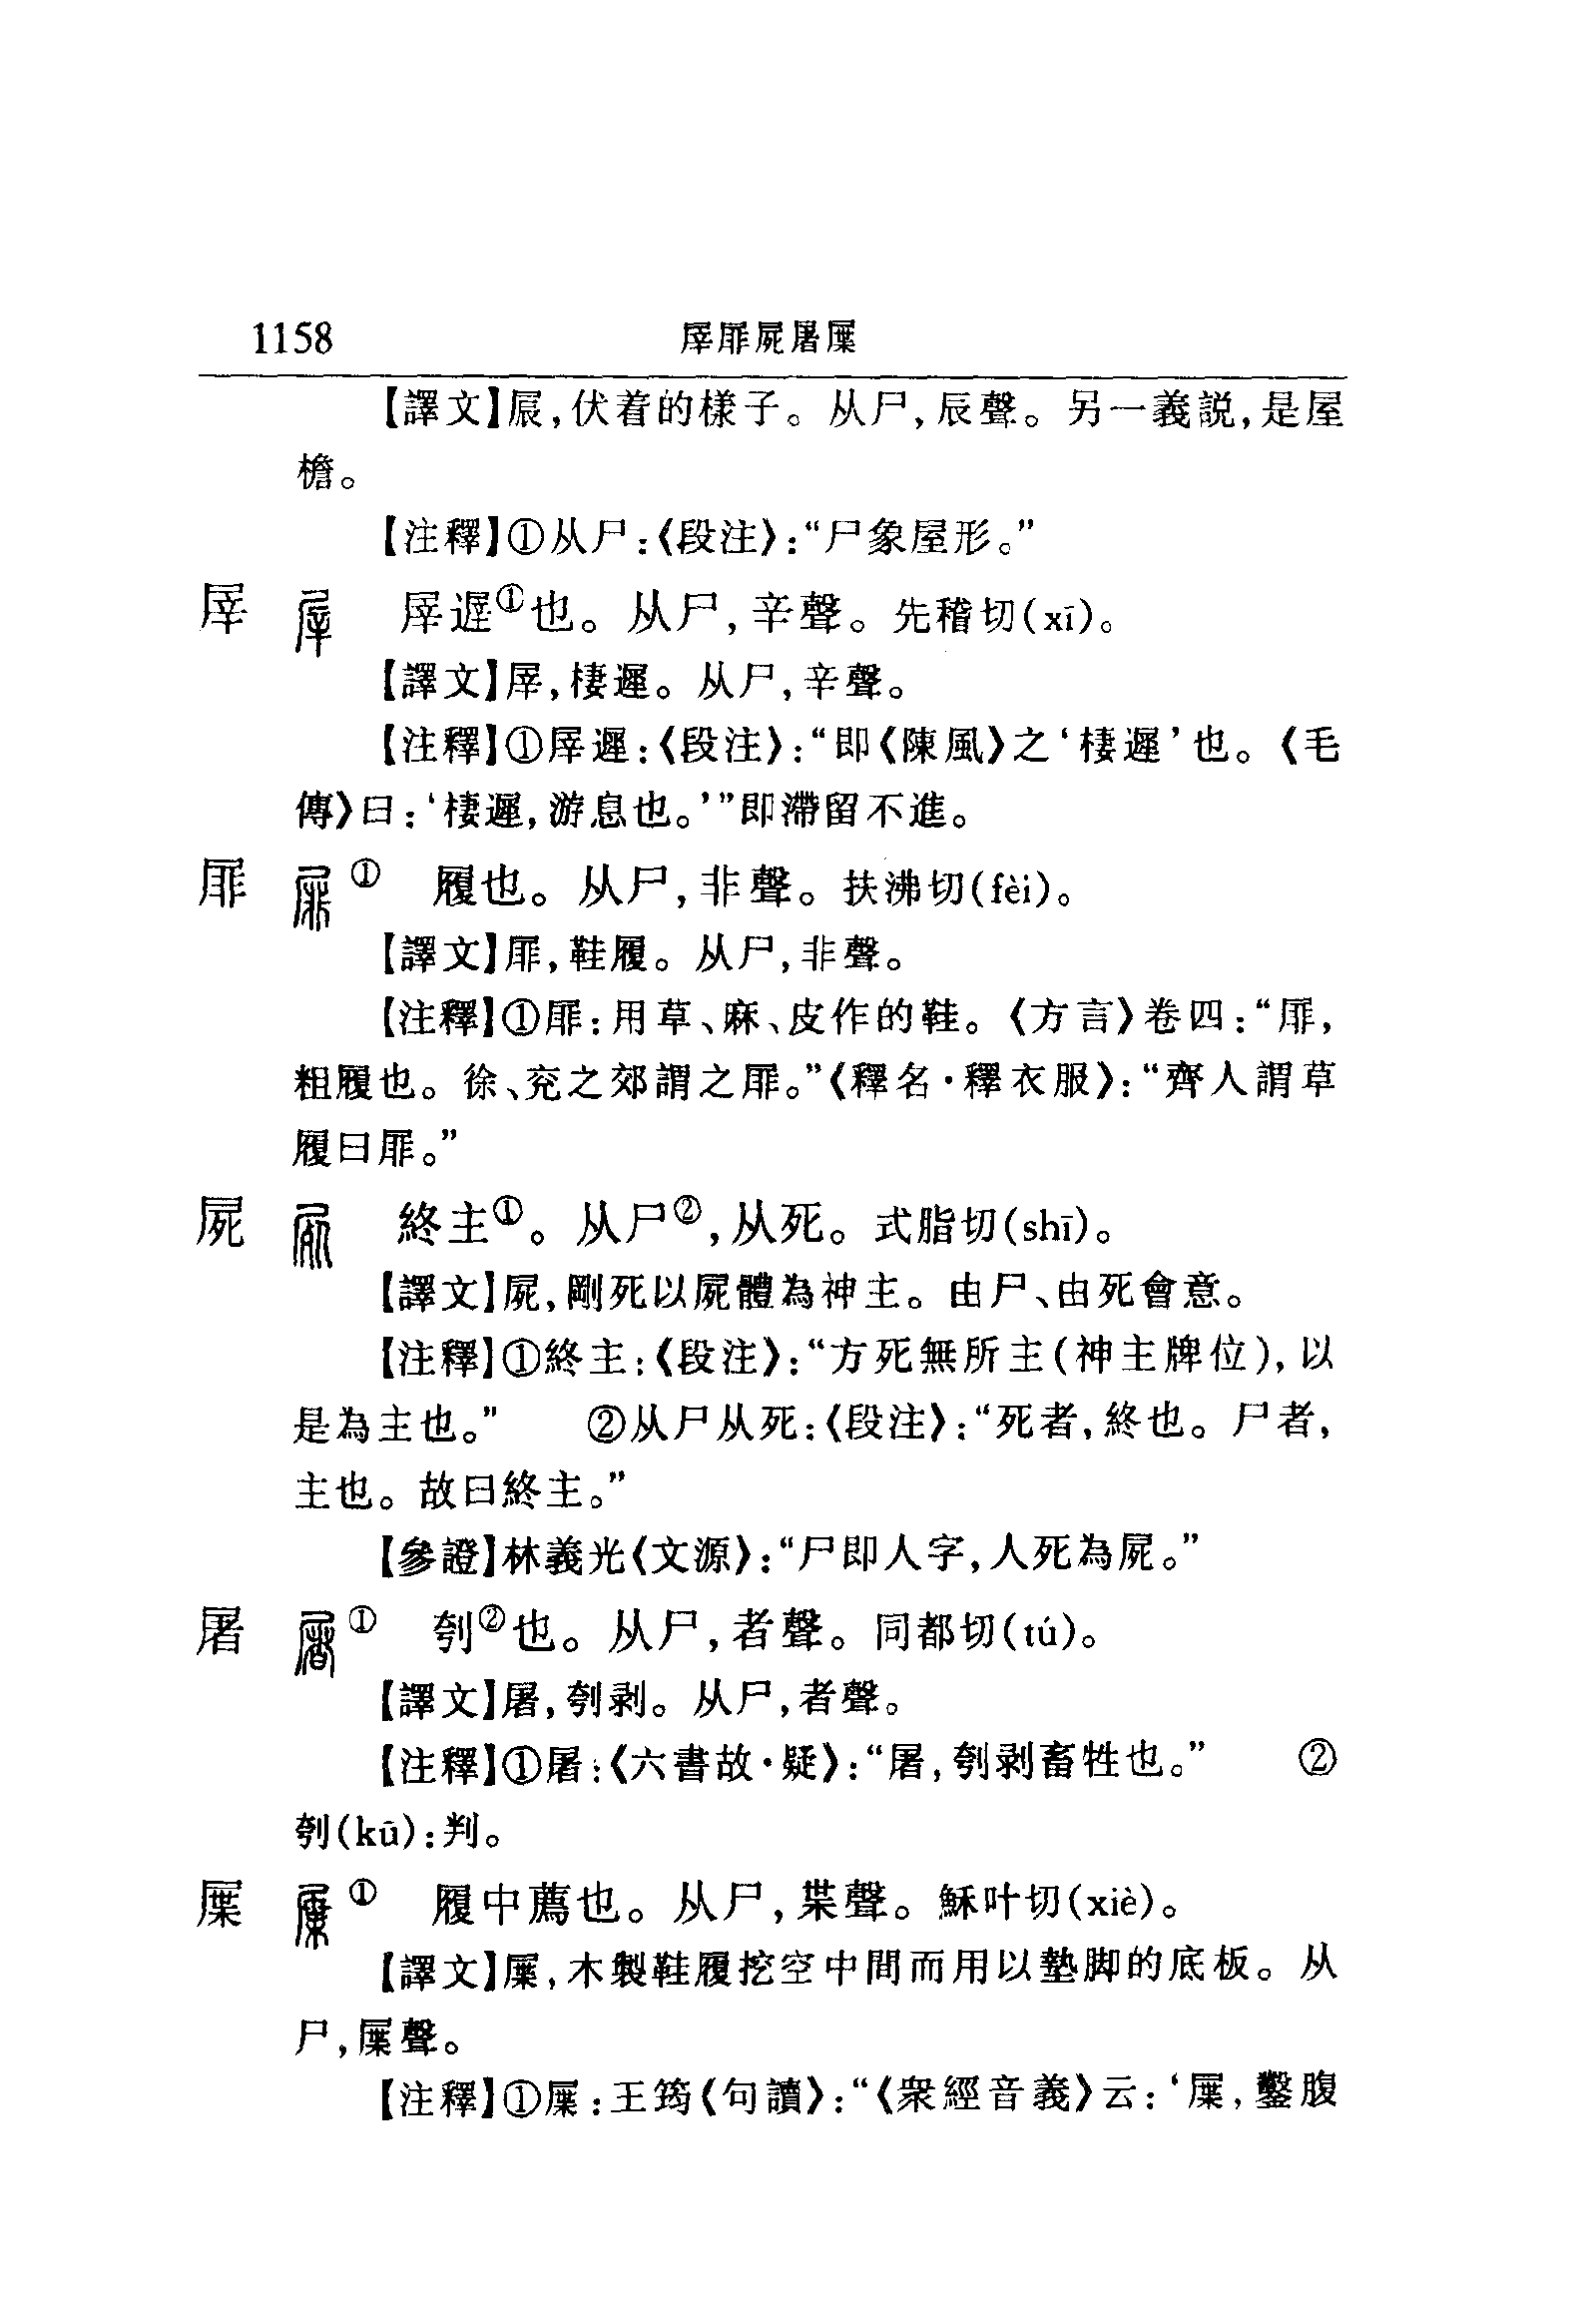 1158 屖屝屍屠屧
【譯文】㞡,伏着的樣子。从尸,辰聲。另一義説,是屋
檐。
【注釋】①从尸:《段注》:“尸象屋形。”
屖 屖遟①也。从尸,辛聲。先稽切(xī)。
【譯文】屖,棲遲。从尸,辛聲。
【注釋】①屖遲:《段注》:“即《陳風》之‘棲遲’也。《毛
傳》曰:‘棲遲,游息也。’”即滯留不進。
屝 ① 履也。从尸,非聲。扶沸切(fèi)。
【譯文】屝,鞋履。从尸,非聲。
【注釋】①屝:用草、麻、皮作的鞋。《方言》卷四:“屝,
粗履也。徐、兖之郊謂之屝。”《釋名·釋衣服》:“齊人謂草
履曰屝。”
屍 終主①。从尸②,从死。式脂切(shī)。
【譯文】屍,剛死以屍體為神主。由尸、由死會意。
【注釋】①終主:《段注》:“方死無所主(神主牌位),以
是為主也。” ②从尸从死:《段注》:“死者,終也。尸者,
主也。故曰終主。”
【參證】林義光《文源》:“尸即人字,人死為屍。”
屠 ① 刳②也。从尸,者聲。同都切(tú)。
【譯文】屠,刳剥。从尸,者聲。
【注釋】①屠:《六書故·疑》:“屠,刳剥畜牲也。” ②
刳(kū):判。
屧 ① 履中薦也。从尸,枼聲。穌叶切(xiè)。
【譯文】屧,木製鞋履挖空中間而用以墊脚的底板。从
尸,屧聲。
【注釋】①屧:王筠《句讀》:“《衆經音義》云:‘屧,鑿腹